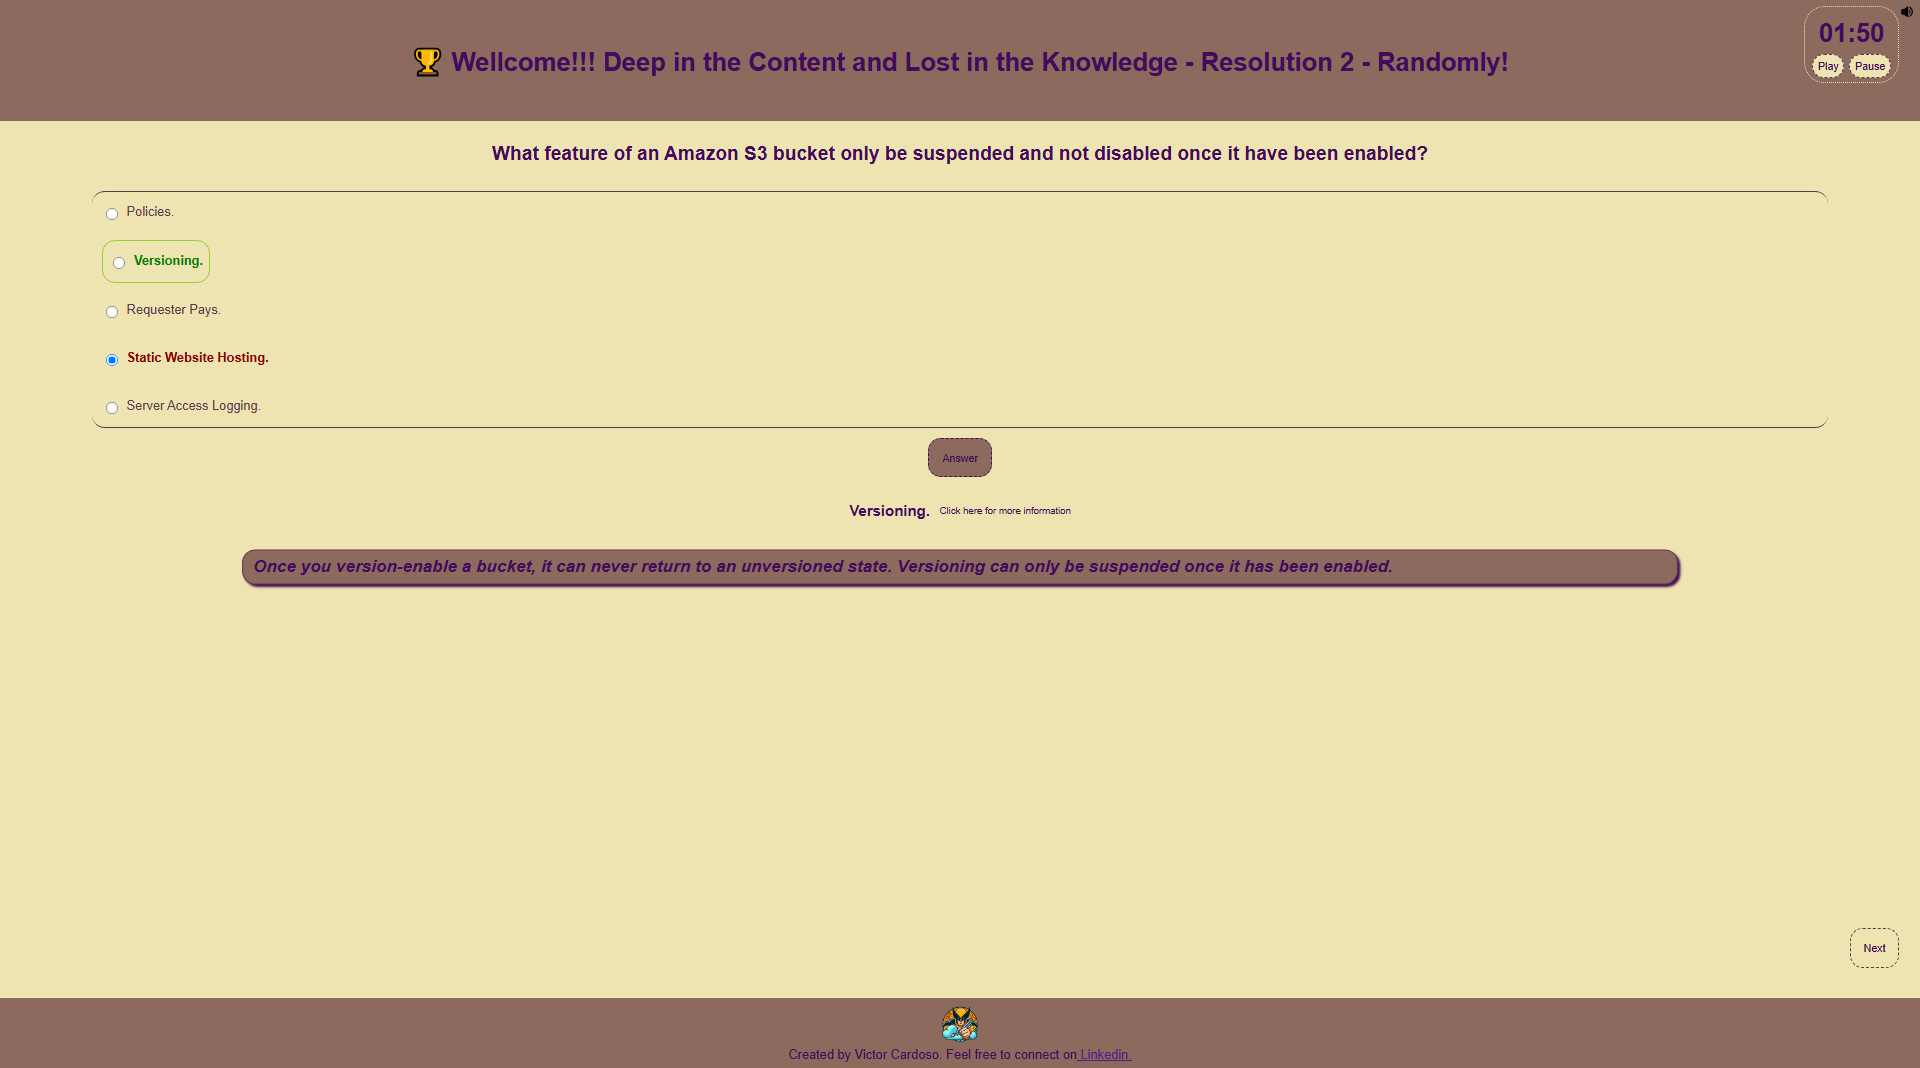 🏆 Wellcome!!! Deep in the Content and Lost in the Knowledge - Resolution 2 - Randomly!
01:50
Play Pause
What feature of an Amazon S3 bucket only be suspended and not disabled once it have been enabled?
Policies.
Versioning.
Requester Pays.
Static Website Hosting.
Server Access Logging.
Answer
Versioning. Click here for more information
Once you version-enable a bucket, it can never return to an unversioned state. Versioning can only be suspended once it has been enabled.
Next
Created by Victor Cardoso. Feel free to connect on Linkedin.